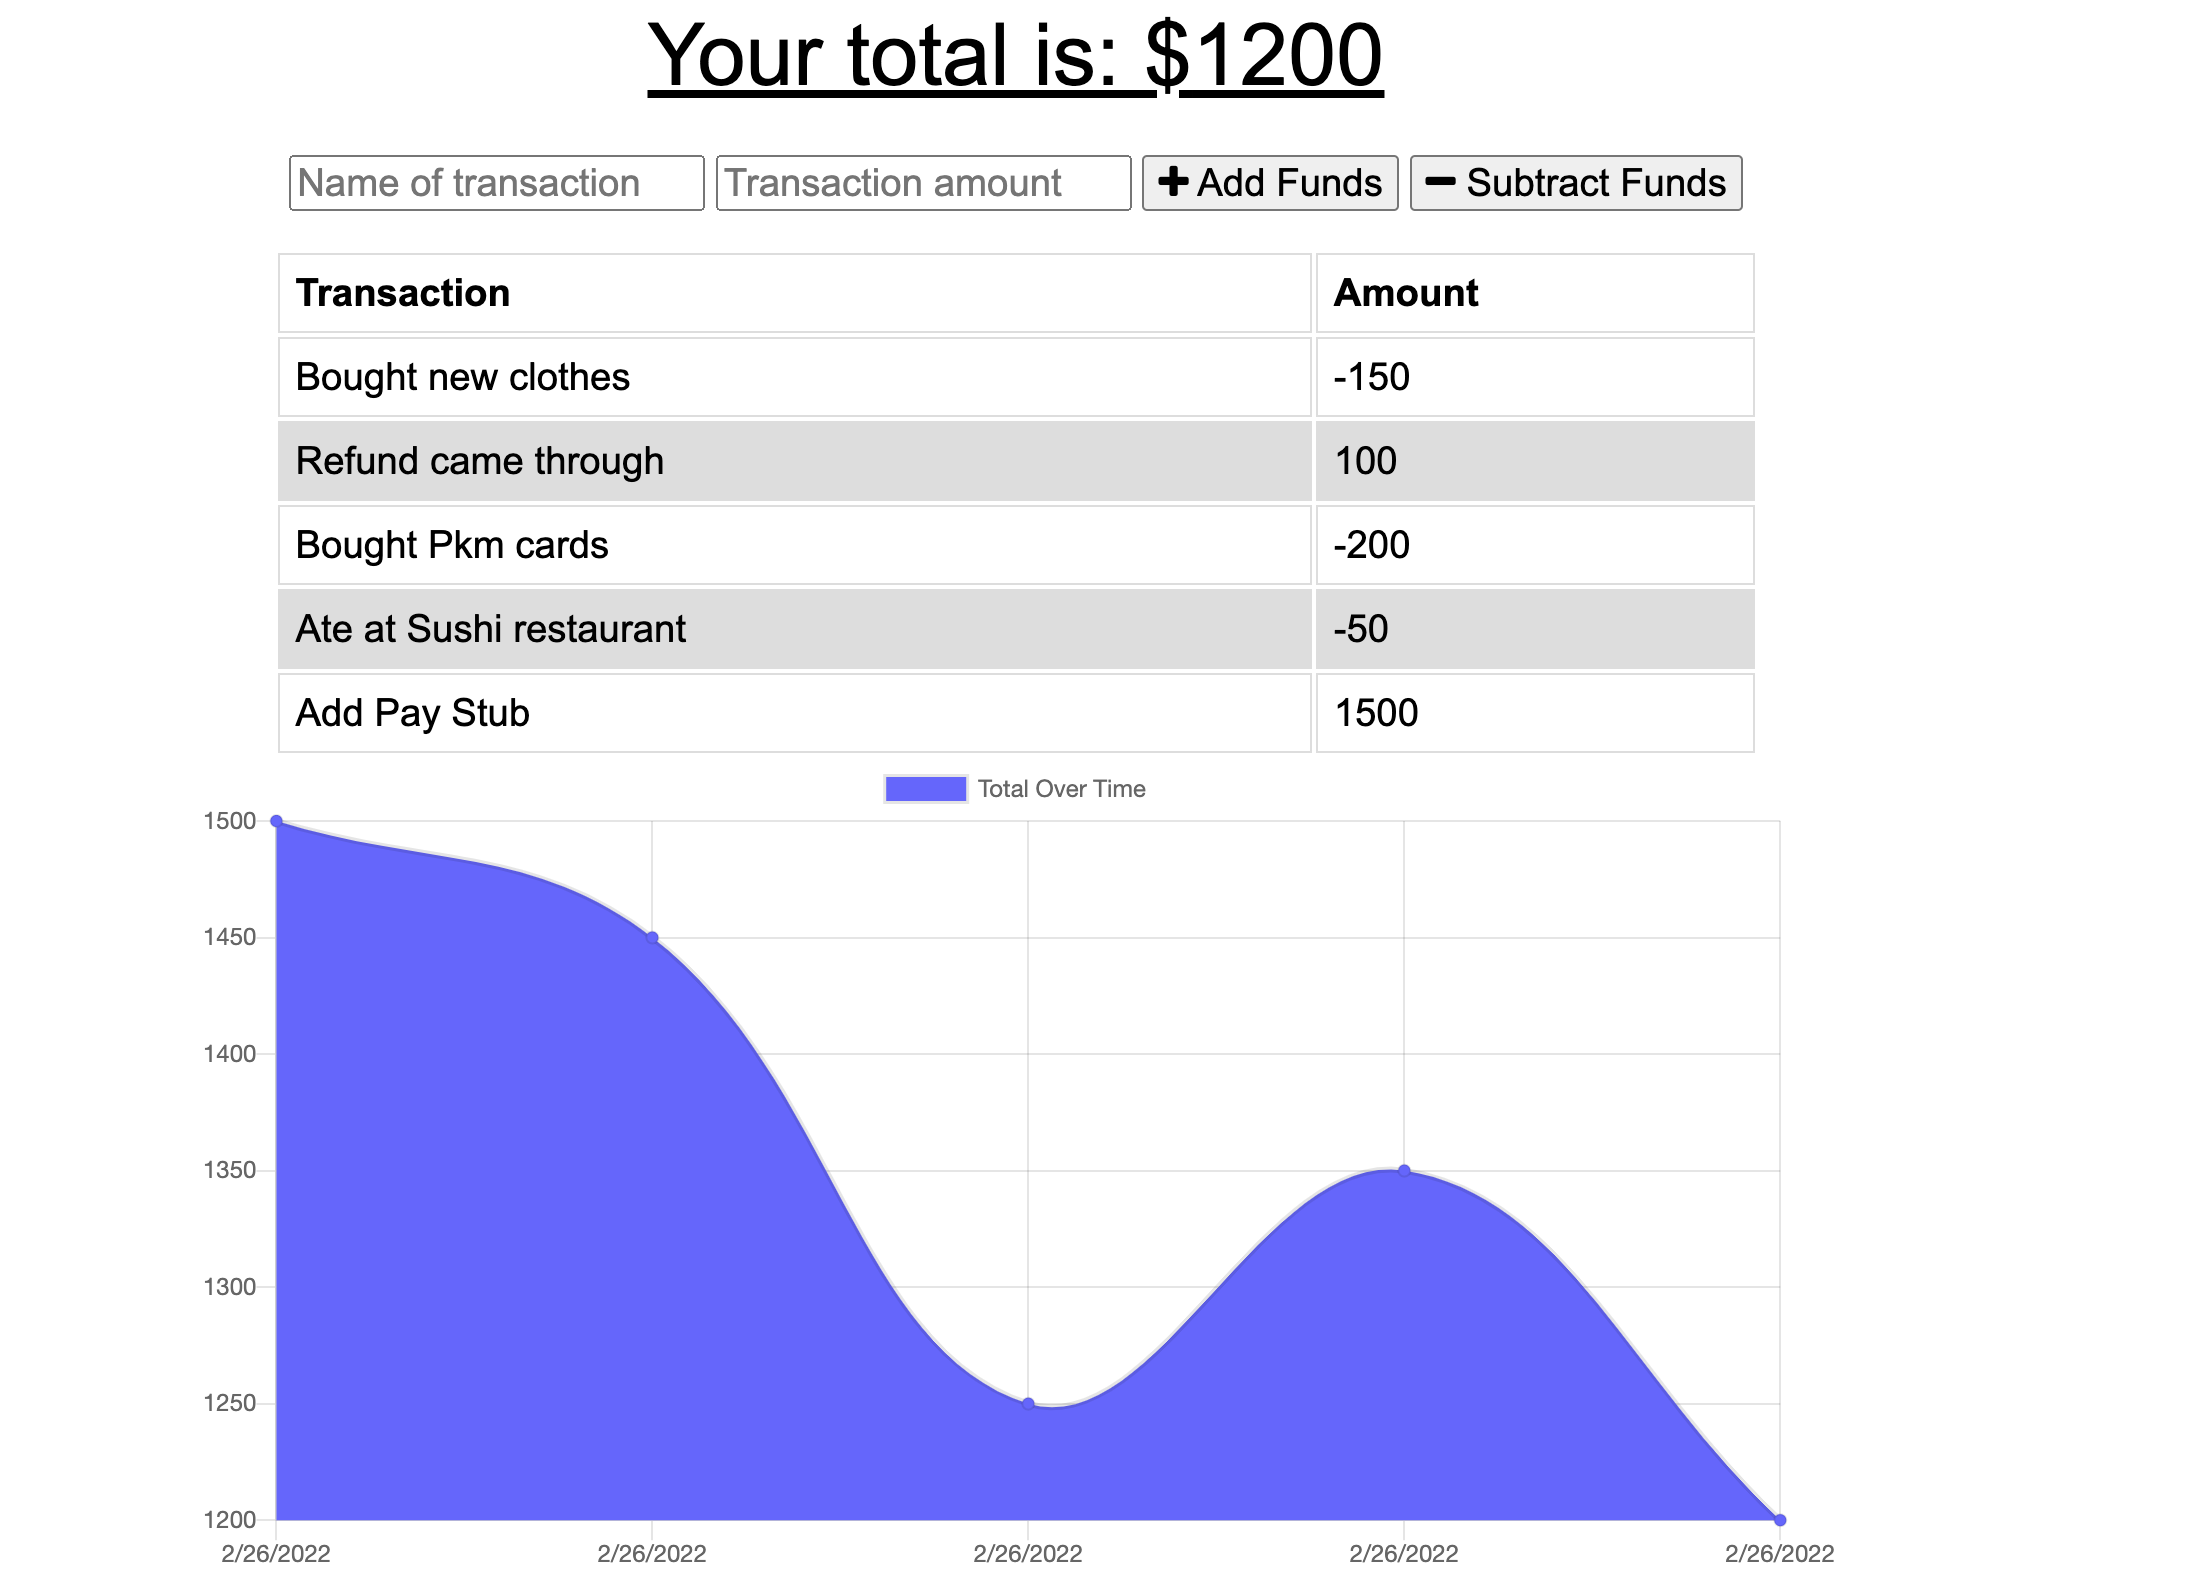 Your total is: $1200
Name of transaction Transaction amount Add Funds Subtract Funds
Transaction Amount
Bought new clothes -150
Refund came through 100
Bought Pkm cards -200
Ate at Sushi restaurant -50
Add Pay Stub 1500
Total Over Time
1500
1450
1400
1350
1300
1250
1200
2/26/2022 2/26/2022 2/26/2022 2/26/2022 2/26/2022